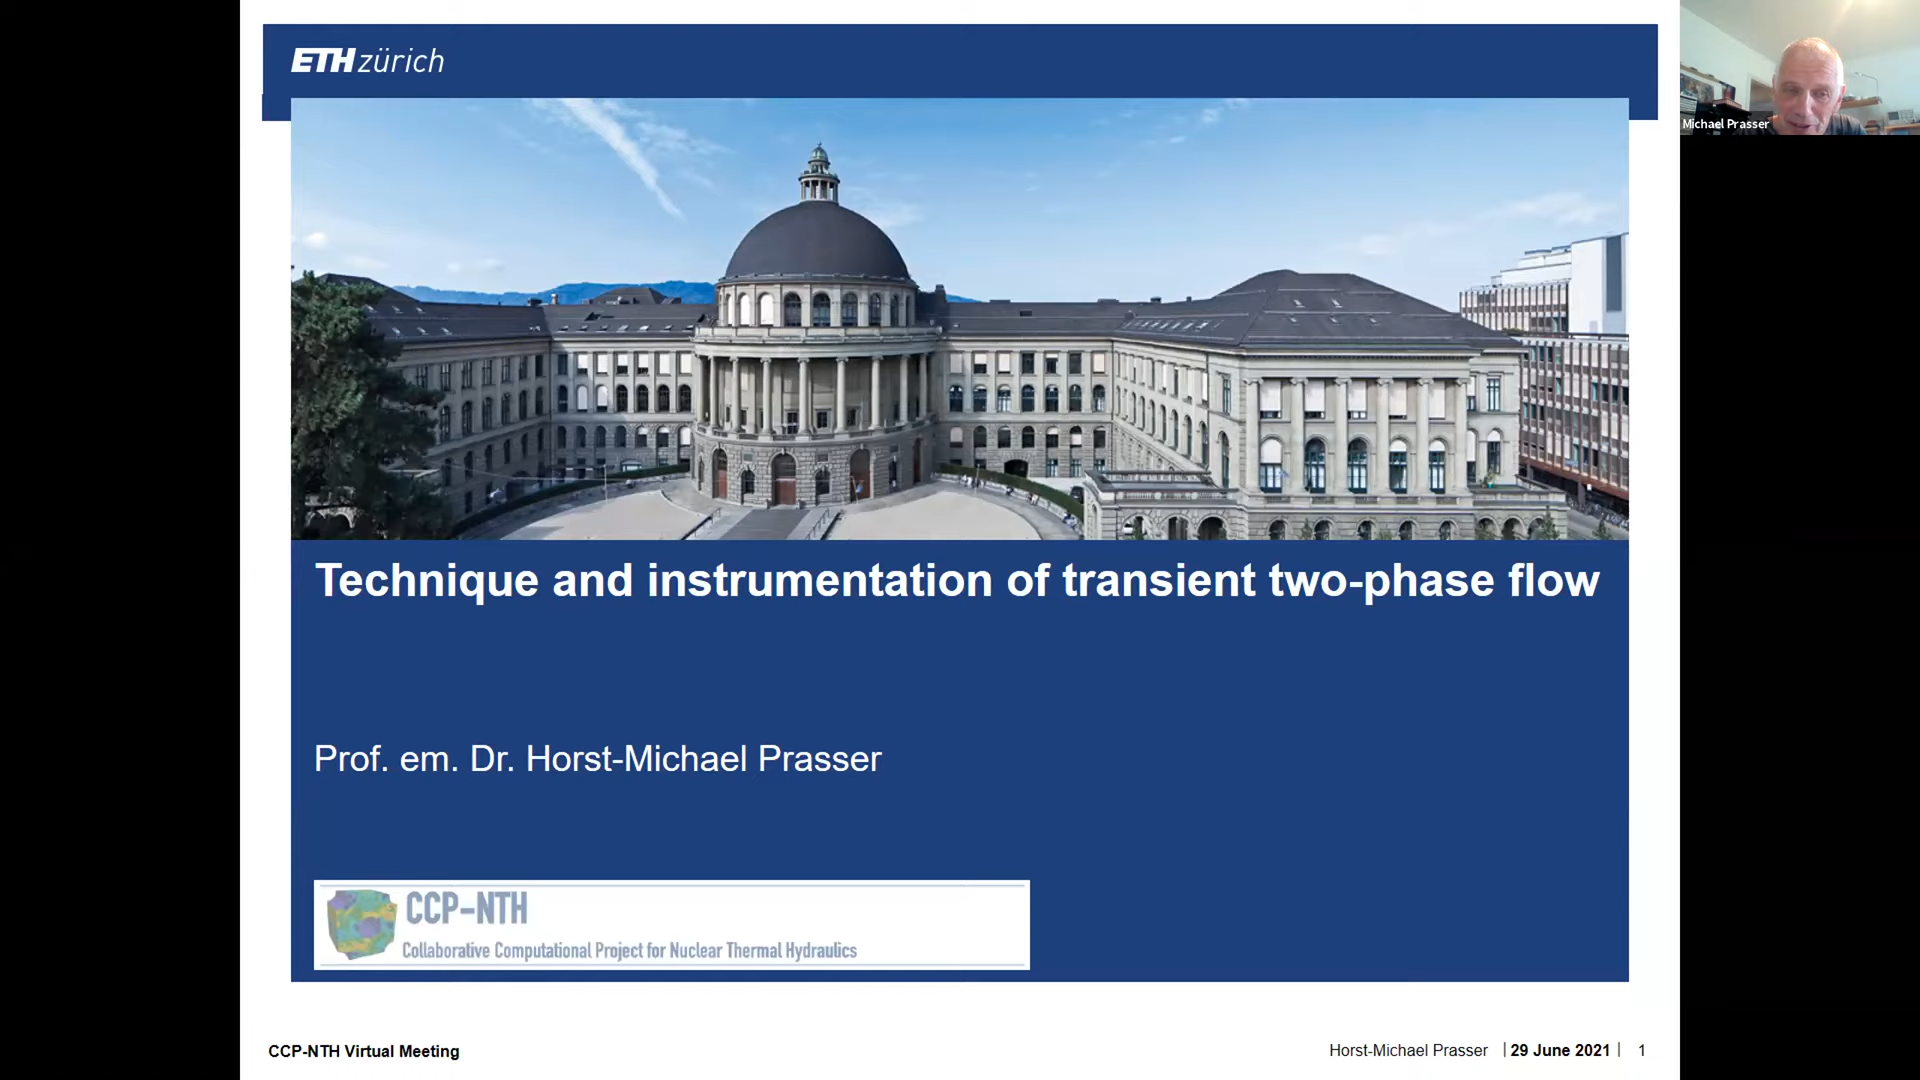 ETH zürich
Michael Prasser
Technique and instrumentation of transient two-phase flow
Prof. em. Dr. Horst-Michael Prasser
CCP-NTH
Collaborative Computational Project for Nuclear Thermal Hydraulics
CCP-NTH Virtual Meeting
Horst-Michael Prasser | 29 June 2021 | 1